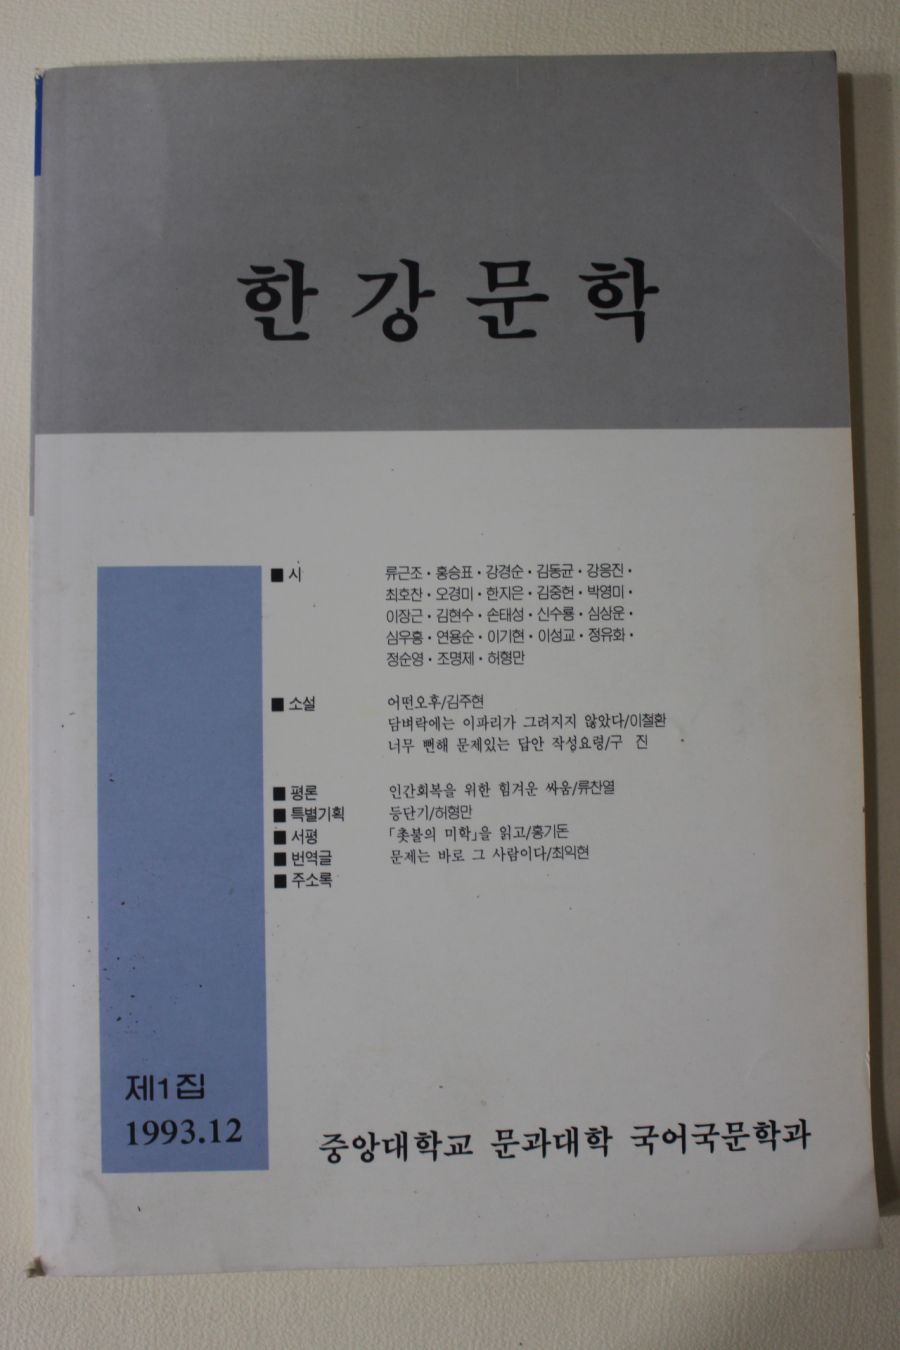 한강문학
■ 시 류근조 · 홍승표 · 강경순 · 김동균 · 강응진 ·
최호찬 · 오경미 · 한지은 · 김중헌 · 박영미 ·
이장근 · 김현수 · 손태성 · 신수룡 · 심상운 ·
심우흥 · 연용순 · 이기현 · 이성교 · 정유화 ·
정순영 · 조명제 · 허형만
■ 소설 어떤오후/김주현
담벼락에는 이파리가 그려지지 않았다/이철환
너무 뻔해 문제있는 답안 작성요령/구 진
■ 평론 인간회복을 위한 힘겨운 싸움/류찬열
■ 특별기획 등단기/허형만
■ 서평 「촛불의 미학」을 읽고/홍기돈
■ 번역글 문제는 바로 그 사람이다/최익현
■ 주소록
제1집
1993.12
중앙대학교 문과대학 국어국문학과